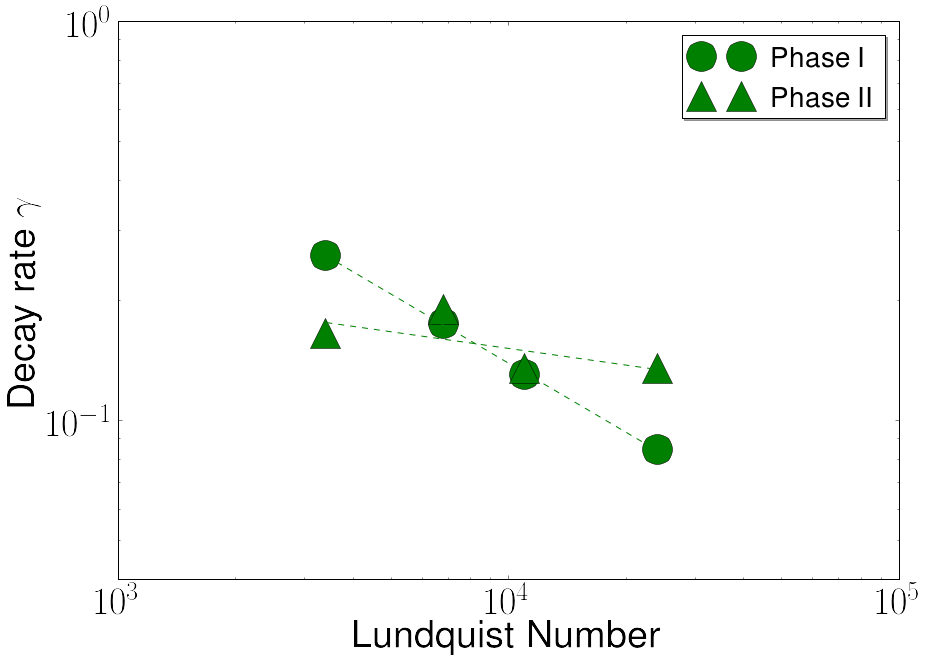 10^0
Phase I
Phase II
Decay rate γ
10^−1
10^3 10^4 10^5
Lundquist Number